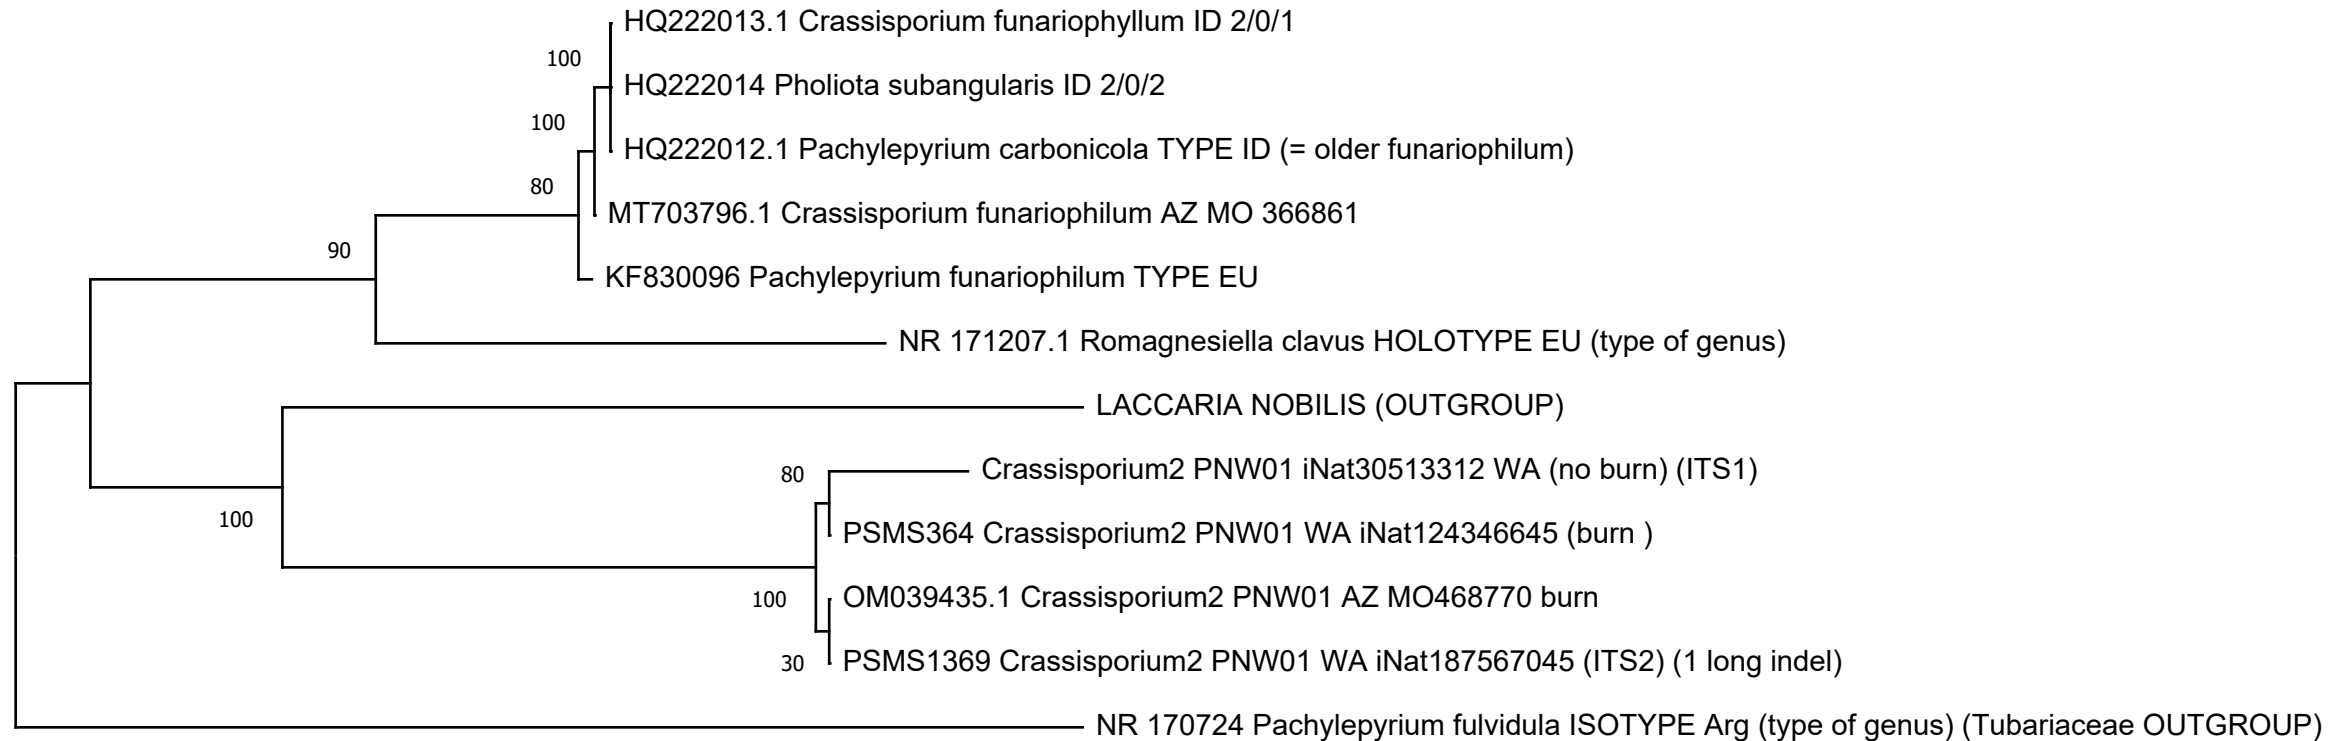 HQ222013.1 Crassisporium funariophyllum ID 2/0/1
100
HQ222014 Pholiota subangularis ID 2/0/2
100
HQ222012.1 Pachylepyrium carbonicola TYPE ID (= older funariophilum)
80
MT703796.1 Crassisporium funariophilum AZ MO 366861
90
KF830096 Pachylepyrium funariophilum TYPE EU
NR 171207.1 Romagnesiella clavus HOLOTYPE EU (type of genus)
LACCARIA NOBILIS (OUTGROUP)
80
Crassisporium2 PNW01 iNat30513312 WA (no burn) (ITS1)
100
PSMS364 Crassisporium2 PNW01 WA iNat124346645 (burn )
100
OM039435.1 Crassisporium2 PNW01 AZ MO468770 burn
30
PSMS1369 Crassisporium2 PNW01 WA iNat187567045 (ITS2) (1 long indel)
NR 170724 Pachylepyrium fulvidula ISOTYPE Arg (type of genus) (Tubariaceae OUTGROUP)